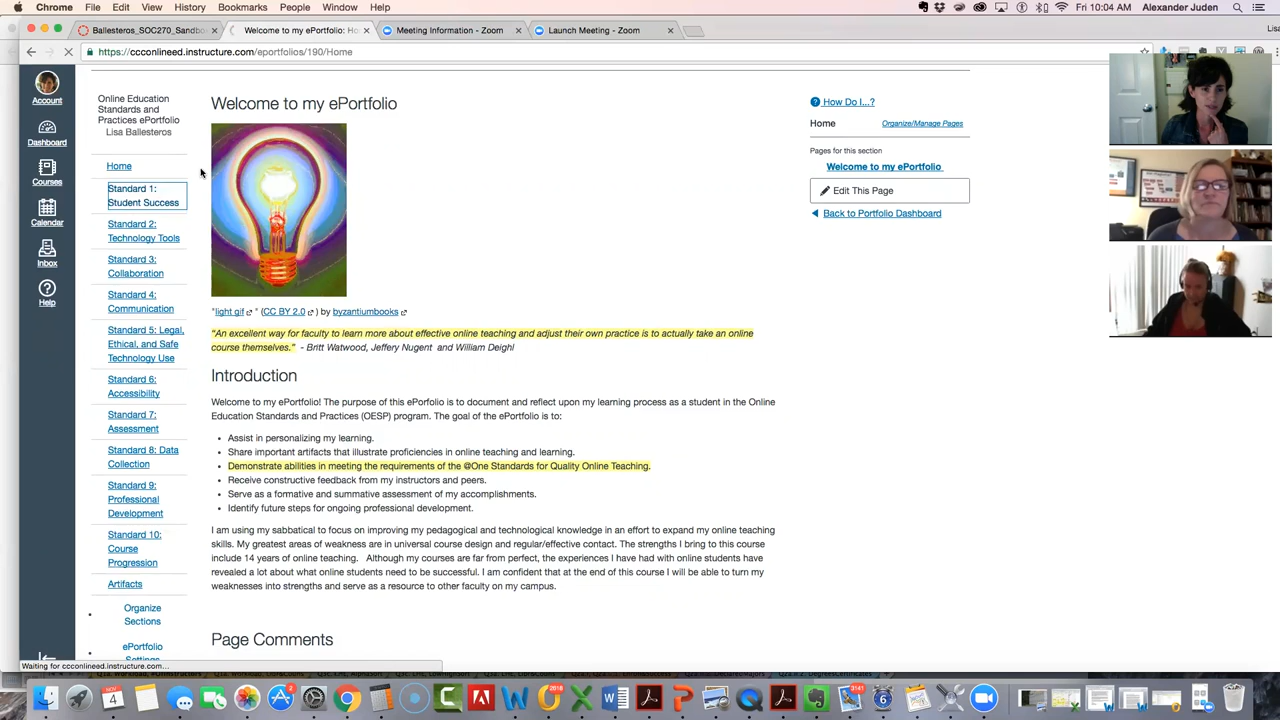 Chrome File Edit View History Bookmarks People Window Help
Fri 10:04 AM Alexander Juden
Ballesteros_SOC270_Sandbo
Welcome to my ePortfolio: Ho
Meeting Information - Zoom
Launch Meeting - Zoom
Lisa
https://ccconlineed.instructure.com/eportfolios/190/Home
Account
Dashboard
Courses
Calendar
Inbox
Help
Online Education
Standards and
Practices ePortfolio
Lisa Ballesteros
Home
Standard 1:
Student Success
Standard 2:
Technology Tools
Standard 3:
Collaboration
Standard 4:
Communication
Standard 5: Legal,
Ethical, and Safe
Technology Use
Standard 6:
Accessibility
Standard 7:
Assessment
Standard 8: Data
Collection
Standard 9:
Professional
Development
Standard 10:
Course
Progression
Artifacts
Organize
Sections
ePortfolio
Settings
Welcome to my ePortfolio
"light gif " (CC BY 2.0 ) by byzantiumbooks
"An excellent way for faculty to learn more about effective online teaching and adjust their own practice is to actually take an online
course themselves." - Britt Watwood, Jeffery Nugent and William Deighl
Introduction
Welcome to my ePortfolio! The purpose of this ePorfolio is to document and reflect upon my learning process as a student in the Online
Education Standards and Practices (OESP) program. The goal of the ePortfolio is to:
Assist in personalizing my learning.
Share important artifacts that illustrate proficiencies in online teaching and learning.
Demonstrate abilities in meeting the requirements of the @One Standards for Quality Online Teaching.
Receive constructive feedback from my instructors and peers.
Serve as a formative and summative assessment of my accomplishments.
Identify future steps for ongoing professional development.
I am using my sabbatical to focus on improving my pedagogical and technological knowledge in an effort to expand my online teaching
skills. My greatest areas of weakness are in universal course design and regular/effective contact. The strengths I bring to this course
include 14 years of online teaching. Although my courses are far from perfect, the experiences I have had with online students have
revealed a lot about what online students need to be successful. I am confident that at the end of this course I will be able to turn my
weaknesses into strengths and serve as a resource to other faculty on my campus.
Page Comments
How Do I...?
Home Organize/Manage Pages
Pages for this section
Welcome to my ePortfolio
Edit This Page
Back to Portfolio Dashboard
Waiting for ccconlineed.instructure.com...